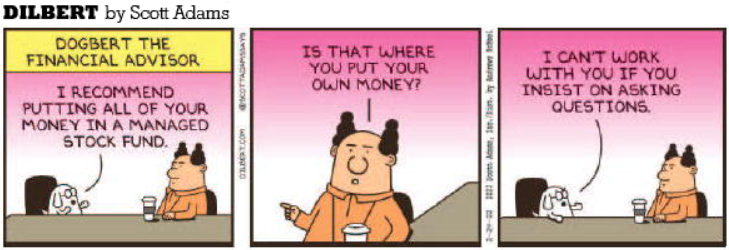 DILBERT by Scott Adams
DOGBERT THE
FINANCIAL ADVISOR
I RECOMMEND
PUTTING ALL OF YOUR
MONEY IN A MANAGED
STOCK FUND.
DILBERT.COM @SCOTTADAMSSAYS
IS THAT WHERE
YOU PUT YOUR
OWN MONEY?
Scott Adams, Inc./Dist. by Andrews McMeel
I CAN'T WORK
WITH YOU IF YOU
INSIST ON ASKING
QUESTIONS.